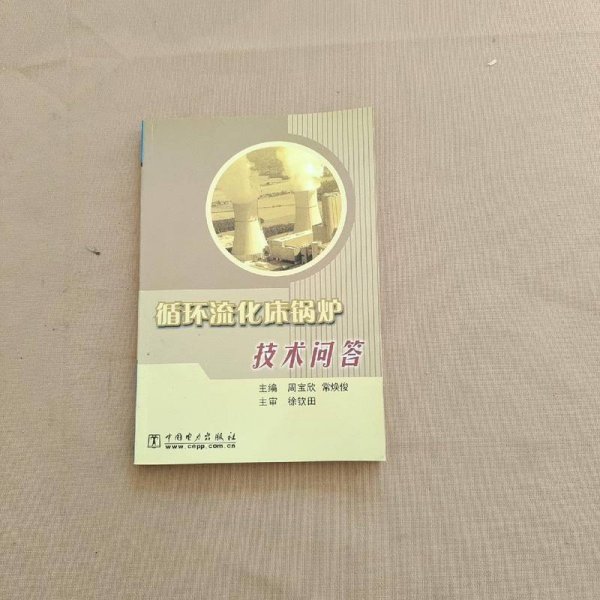 循环流化床锅炉
技术问答
主编 周宝欣 常焕俊
主审 徐钦田
中国电力出版社
www.cepp.com.cn